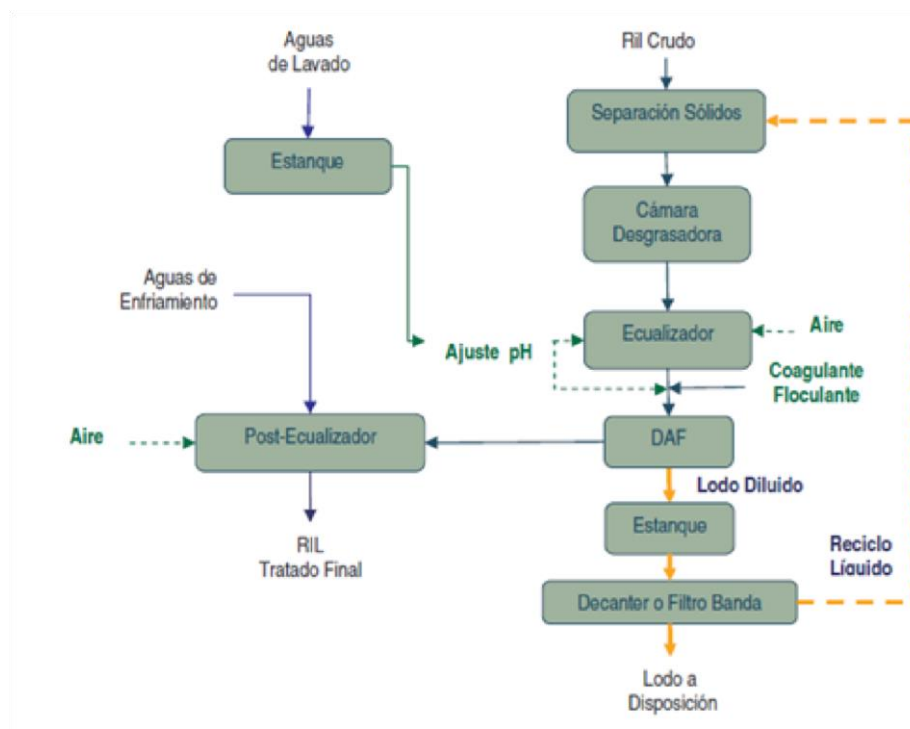 Aguas
de Lavado
Ril Crudo
Separación Sólidos
Estanque
Cámara
Desgrasadora
Aguas de
Enfriamiento
Ecualizador
Aire
Ajuste pH
Coagulante
Floculante
Aire
Post-Ecualizador
DAF
Lodo Diluido
Estanque
RIL
Tratado Final
Reciclo
Líquido
Decanter o Filtro Banda
Lodo a
Disposición